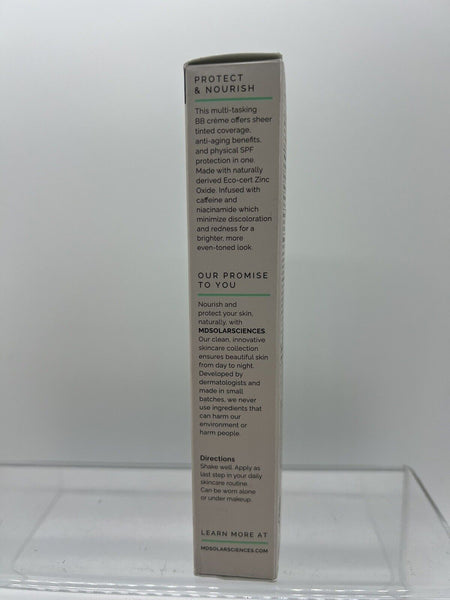 PROTECT
& NOURISH
This multi-tasking
BB crème offers sheer
tinted coverage,
anti-aging benefits,
and physical SPF
protection in one.
Made with naturally
derived Eco-cert Zinc
Oxide. Infused with
caffeine and
niacinamide which
minimize discoloration
and redness for a
brighter, more
even-toned look.
OUR PROMISE
TO YOU
Nourish and
protect your skin,
naturally, with
MDSOLARSCIENCES.
Our clean, innovative
skincare collection
ensures beautiful skin
from day to night.
Developed by
dermatologists and
made in small
batches, we never
use ingredients that
can harm our
environment or
harm people.
Directions
Shake well. Apply as
last step in your daily
skincare routine.
Can be worn alone
or under makeup.
LEARN MORE AT
MDSOLARSCIENCES.COM